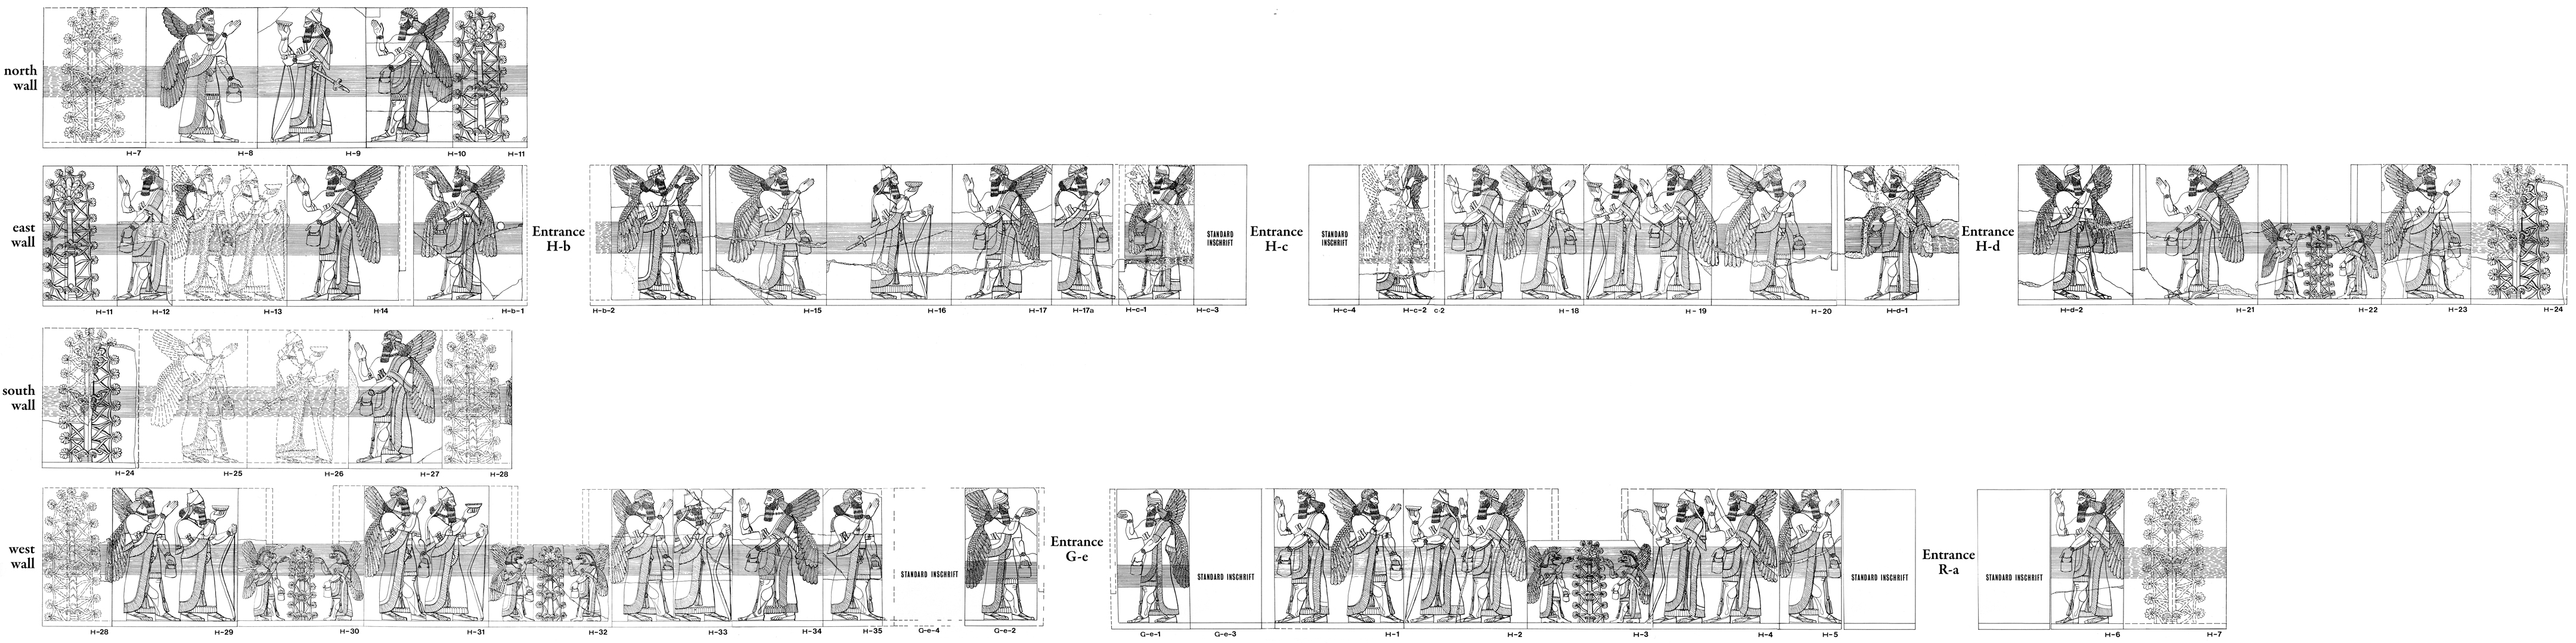 north
wall
H-7 H-8 H-9 H-10 H-11
east
wall
STANDARD
INSCHRIFT
STANDARD
INSCHRIFT
Entrance
H-b
Entrance
H-c
Entrance
H-d
H-11 H-12 H-13 H-14 H-b-1 H-b-2 H-15 H-16 H-17 H-17a H-c-1 H-c-3 H-c-4 H-c-2 c-2 H-18 H-19 H-20 H-d-1 H-d-2 H-21 H-22 H-23 H-24
south
wall
H-24 H-25 H-26 H-27 H-28
west
wall
STANDARD INSCHRIFT
Entrance
G-e
STANDARD INSCHRIFT
STANDARD INSCHRIFT
Entrance
R-a
STANDARD INSCHRIFT
H-28 H-29 H-30 H-31 H-32 H-33 H-34 H-35 G-e-4 G-e-2 G-e-1 G-e-3 H-1 H-2 H-3 H-4 H-5 H-6 H-7